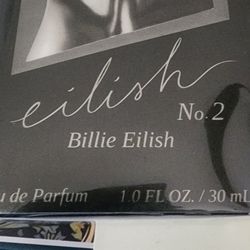 eilish
No. 2
Billie Eilish
u de Parfum 1.0 FL OZ. / 30 mL